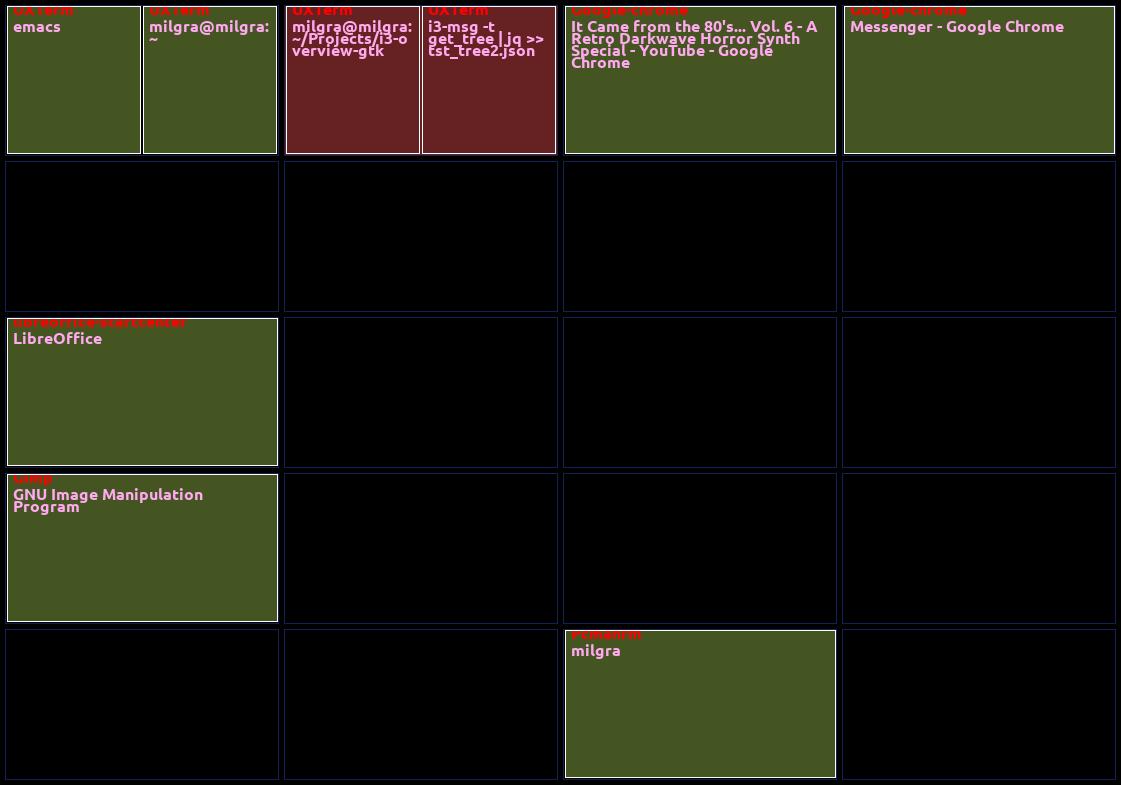 UXTerm
emacs
UXTerm
milgra@milgra:
~
UXTerm
milgra@milgra:
~/Projects/i3-o
verview-gtk
UXTerm
i3-msg -t
get_tree | jq >>
tst_tree2.json
Google-chrome
It Came from the 80's... Vol. 6 - A
Retro Darkwave Horror Synth
Special - YouTube - Google
Chrome
Google-chrome
Messenger - Google Chrome
libreoffice-startcenter
LibreOffice
Gimp
GNU Image Manipulation
Program
Pcmanfm
milgra